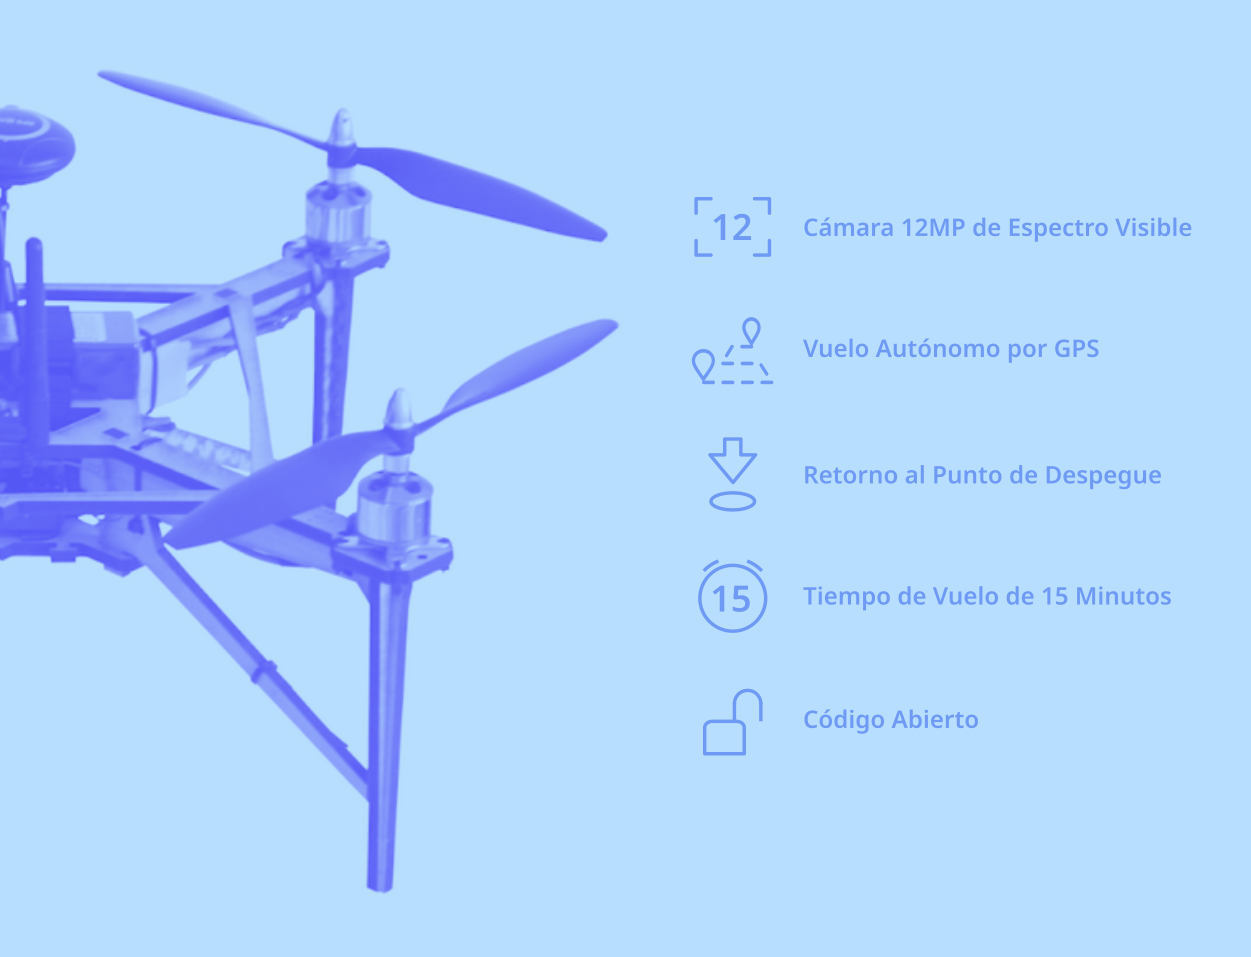 12
Cámara 12MP de Espectro Visible
Vuelo Autónomo por GPS
Retorno al Punto de Despegue
15
Tiempo de Vuelo de 15 Minutos
Código Abierto